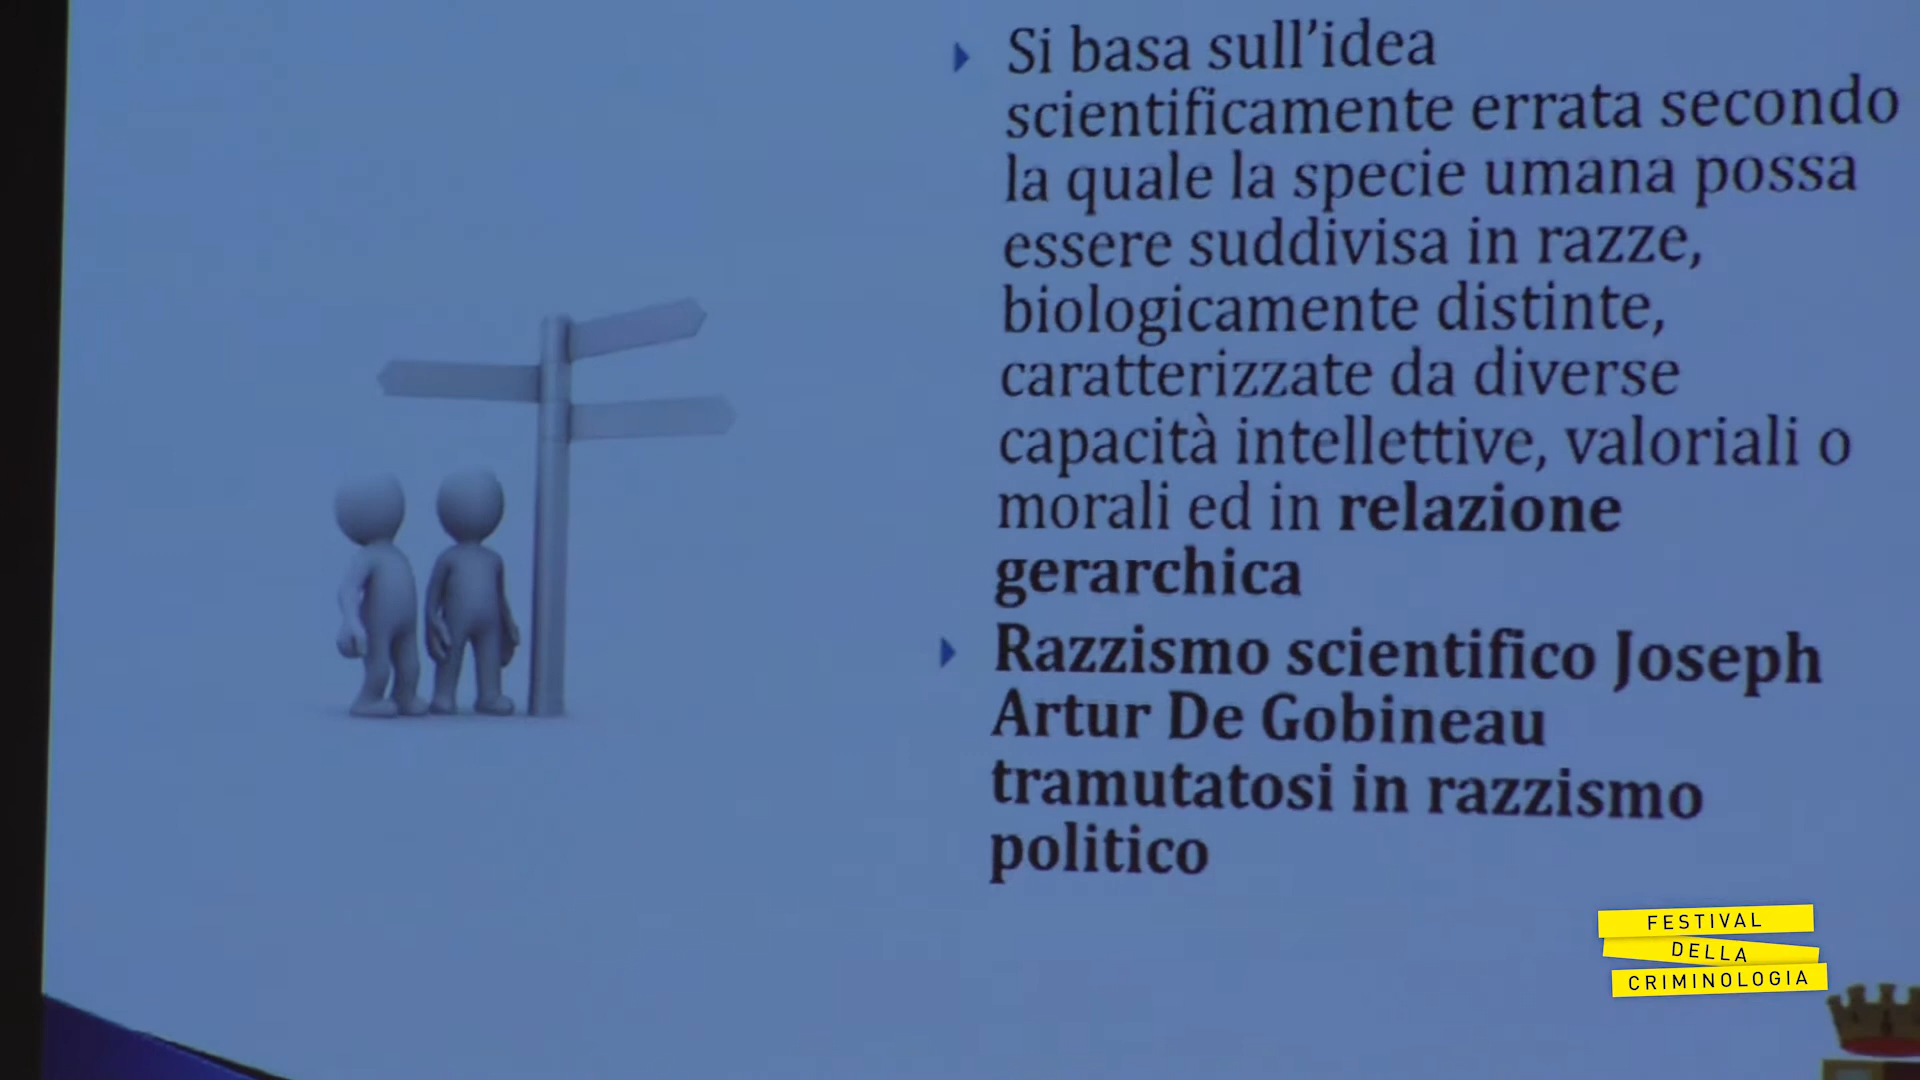 Si basa sull'idea
scientificamente errata secondo
la quale la specie umana possa
essere suddivisa in razze,
biologicamente distinte,
caratterizzate da diverse
capacità intellettive, valoriali o
morali ed in relazione
gerarchica
Razzismo scientifico Joseph
Artur De Gobineau
tramutatosi in razzismo
politico
FESTIVAL
DELLA
CRIMINOLOGIA